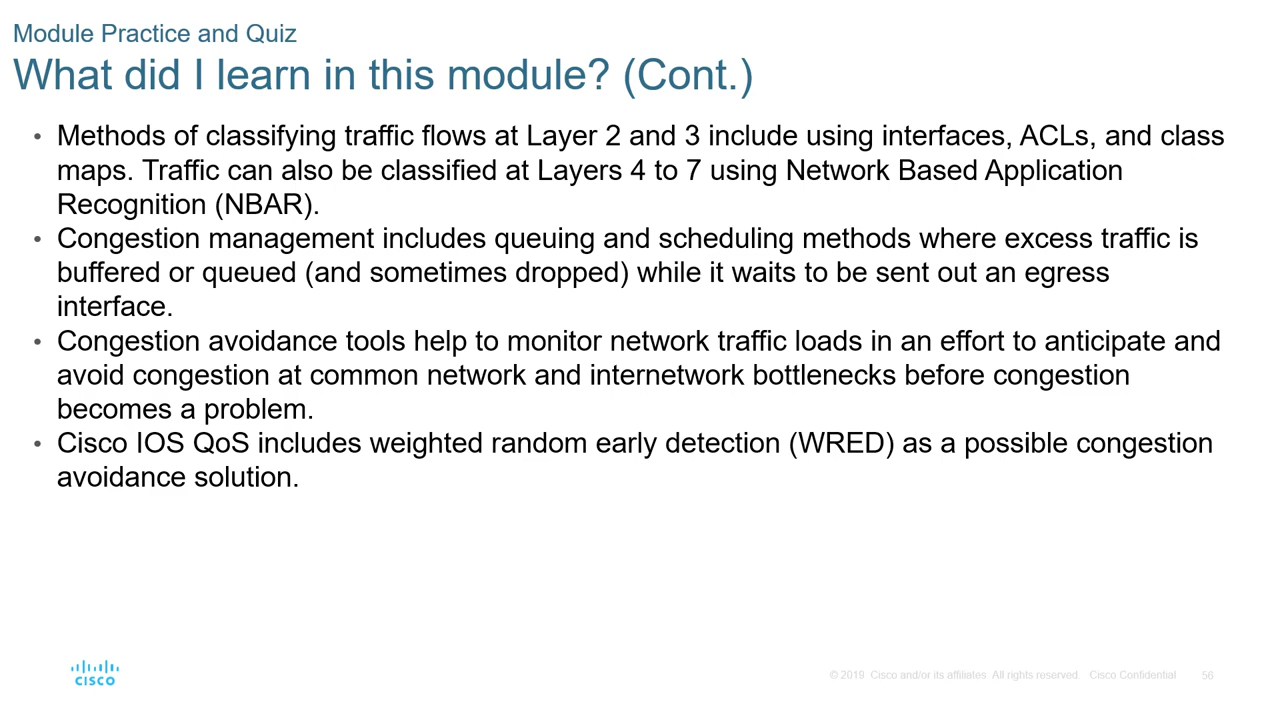 Module Practice and Quiz
What did I learn in this module? (Cont.)
• Methods of classifying traffic flows at Layer 2 and 3 include using interfaces, ACLs, and class
maps. Traffic can also be classified at Layers 4 to 7 using Network Based Application
Recognition (NBAR).
• Congestion management includes queuing and scheduling methods where excess traffic is
buffered or queued (and sometimes dropped) while it waits to be sent out an egress
interface.
• Congestion avoidance tools help to monitor network traffic loads in an effort to anticipate and
avoid congestion at common network and internetwork bottlenecks before congestion
becomes a problem.
• Cisco IOS QoS includes weighted random early detection (WRED) as a possible congestion
avoidance solution.
CISCO
© 2019 Cisco and/or its affiliates. All rights reserved. Cisco Confidential 56